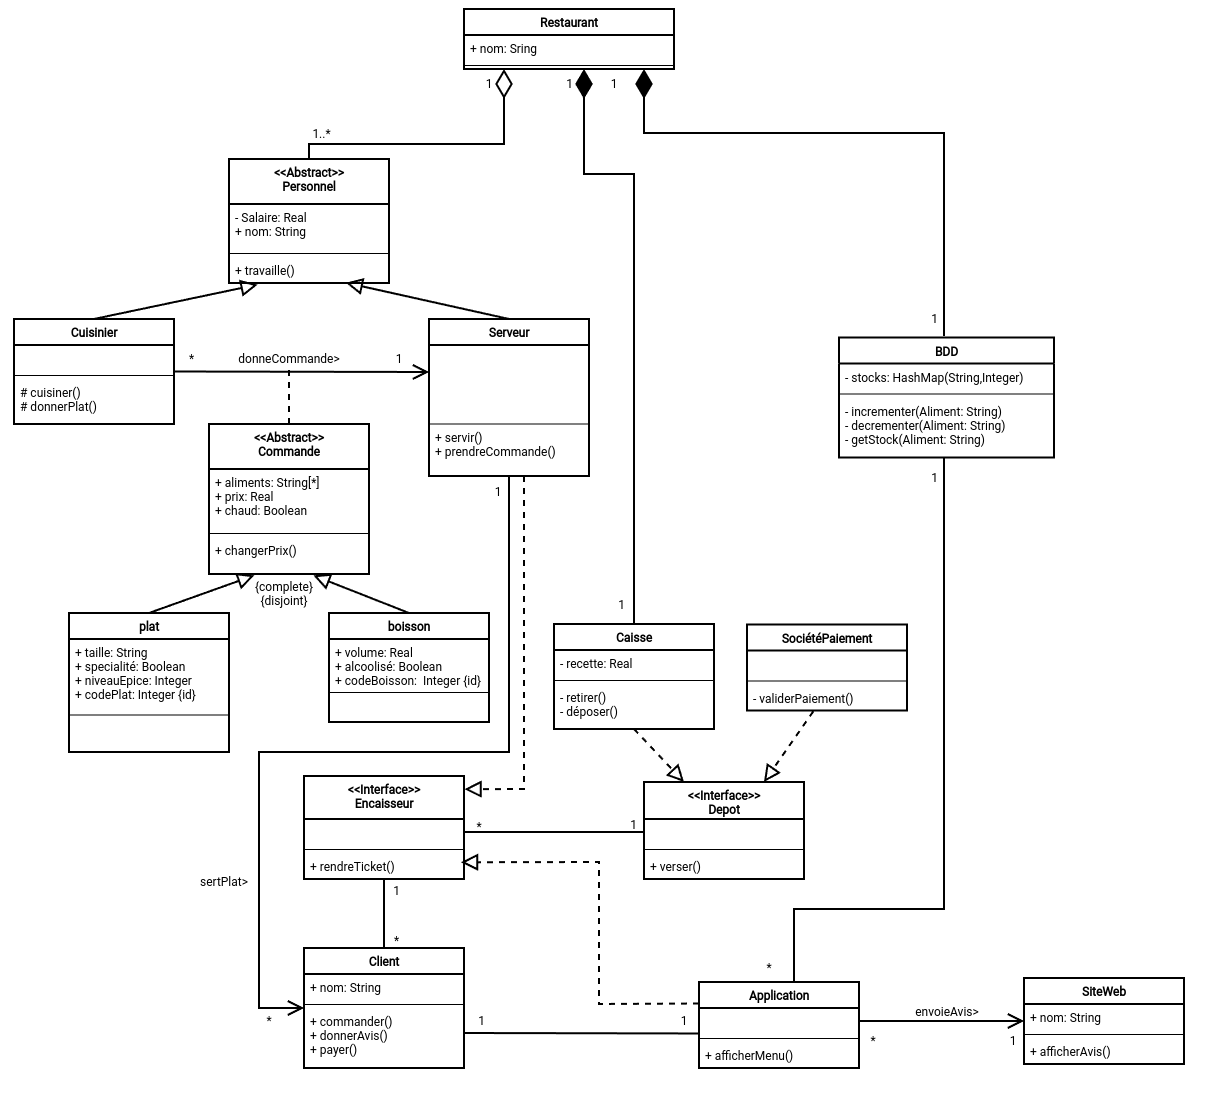 Restaurant
+ nom: Sring
1
1
1
1..*
<<Abstract>>
Personnel
- Salaire: Real
+ nom: String
+ travaille()
Cuisinier
# cuisiner()
# donnerPlat()
*
donneCommande>
1
Serveur
+ servir()
+ prendreCommande()
1
1
BDD
- stocks: HashMap(String,Integer)
- incrementer(Aliment: String)
- decrementer(Aliment: String)
- getStock(Aliment: String)
1
<<Abstract>>
Commande
+ aliments: String[*]
+ prix: Real
+ chaud: Boolean
+ changerPrix()
{complete}
{disjoint}
plat
+ taille: String
+ specialité: Boolean
+ niveauEpice: Integer
+ codePlat: Integer {id}
boisson
+ volume: Real
+ alcoolisé: Boolean
+ codeBoisson:  Integer {id}
1
Caisse
- recette: Real
- retirer()
- déposer()
SociétéPaiement
- validerPaiement()
<<Interface>>
Encaisseur
+ rendreTicket()
*
1
<<Interface>>
Depot
+ verser()
sertPlat>
1
*
*
Client
+ nom: String
+ commander()
+ donnerAvis()
+ payer()
1
1
*
Application
+ afficherMenu()
envoieAvis>
*
1
SiteWeb
+ nom: String
+ afficherAvis()